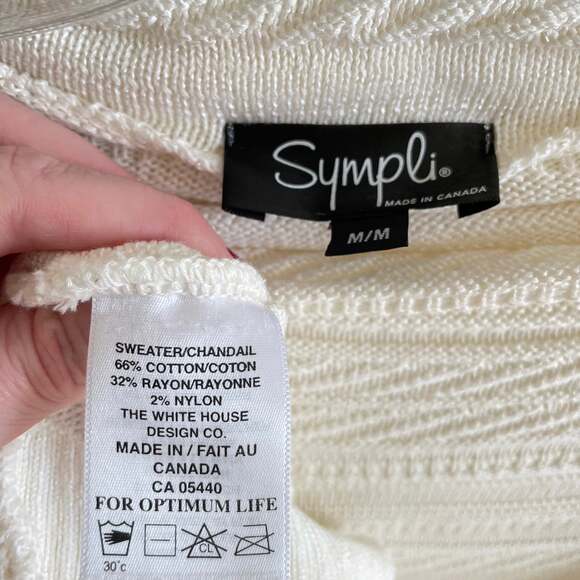 Sympli®
MADE IN CANADA
M/M
SWEATER/CHANDAIL
66% COTTON/COTON
32% RAYON/RAYONNE
2% NYLON
THE WHITE HOUSE
DESIGN CO.
MADE IN / FAIT AU
CANADA
CA 05440
FOR OPTIMUM LIFE
CL
30°c